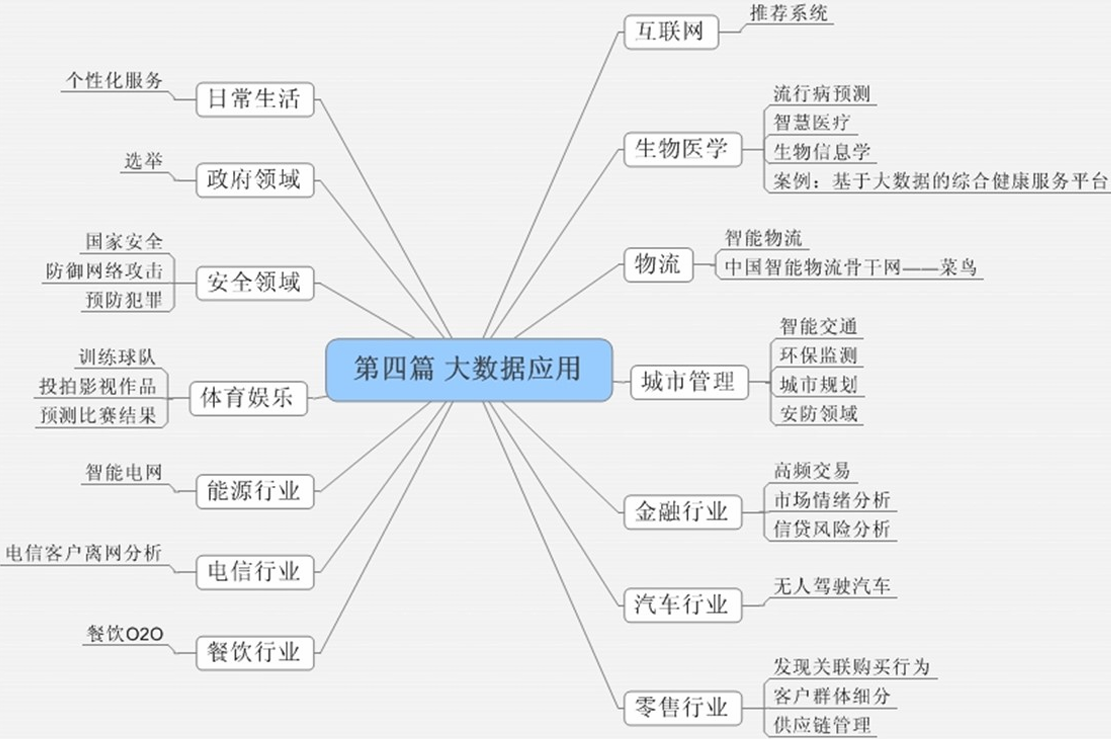 第四篇 大数据应用
互联网
推荐系统
生物医学
流行病预测
智慧医疗
生物信息学
案例：基于大数据的综合健康服务平台
物流
智能物流
中国智能物流骨干网——菜鸟
城市管理
智能交通
环保监测
城市规划
安防领域
金融行业
高频交易
市场情绪分析
信贷风险分析
汽车行业
无人驾驶汽车
零售行业
发现关联购买行为
客户群体细分
供应链管理
日常生活
个性化服务
政府领域
选举
安全领域
国家安全
防御网络攻击
预防犯罪
体育娱乐
训练球队
投拍影视作品
预测比赛结果
能源行业
智能电网
电信行业
电信客户离网分析
餐饮行业
餐饮O2O